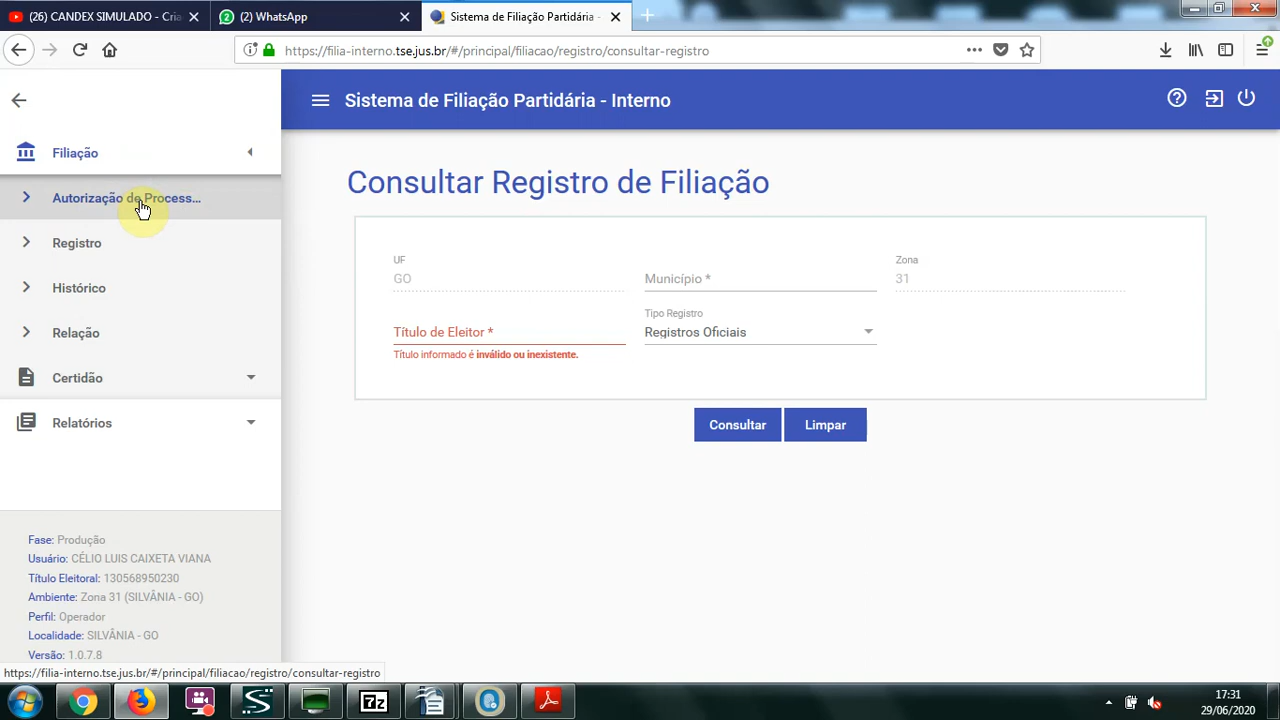 (26) CANDEX SIMULADO - Cria
(2) WhatsApp
Sistema de Filiação Partidária -
https://filia-interno.tse.jus.br/#/principal/filiacao/registro/consultar-registro
Sistema de Filiação Partidária - Interno
Filiação
Autorização de Process...
Registro
Histórico
Relação
Certidão
Relatórios
Consultar Registro de Filiação
UF
GO
Município *
Zona
31
Título de Eleitor *
Título informado é inválido ou inexistente.
Tipo Registro
Registros Oficiais
Consultar
Limpar
Fase: Produção
Usuário: CÉLIO LUIS CAIXETA VIANA
Título Eleitoral: 130568950230
Ambiente: Zona 31 (SILVÂNIA - GO)
Perfil: Operador
Localidade: SILVÂNIA - GO
Versão: 1.0.7.8
https://filia-interno.tse.jus.br/#/principal/filiacao/registro/consultar-registro
7z
17:31
29/06/2020